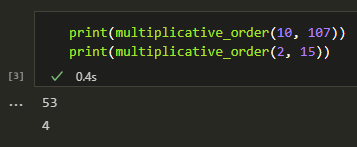 print(multiplicative_order(10, 107))
print(multiplicative_order(2, 15))
[3] 0.4s
... 53
4